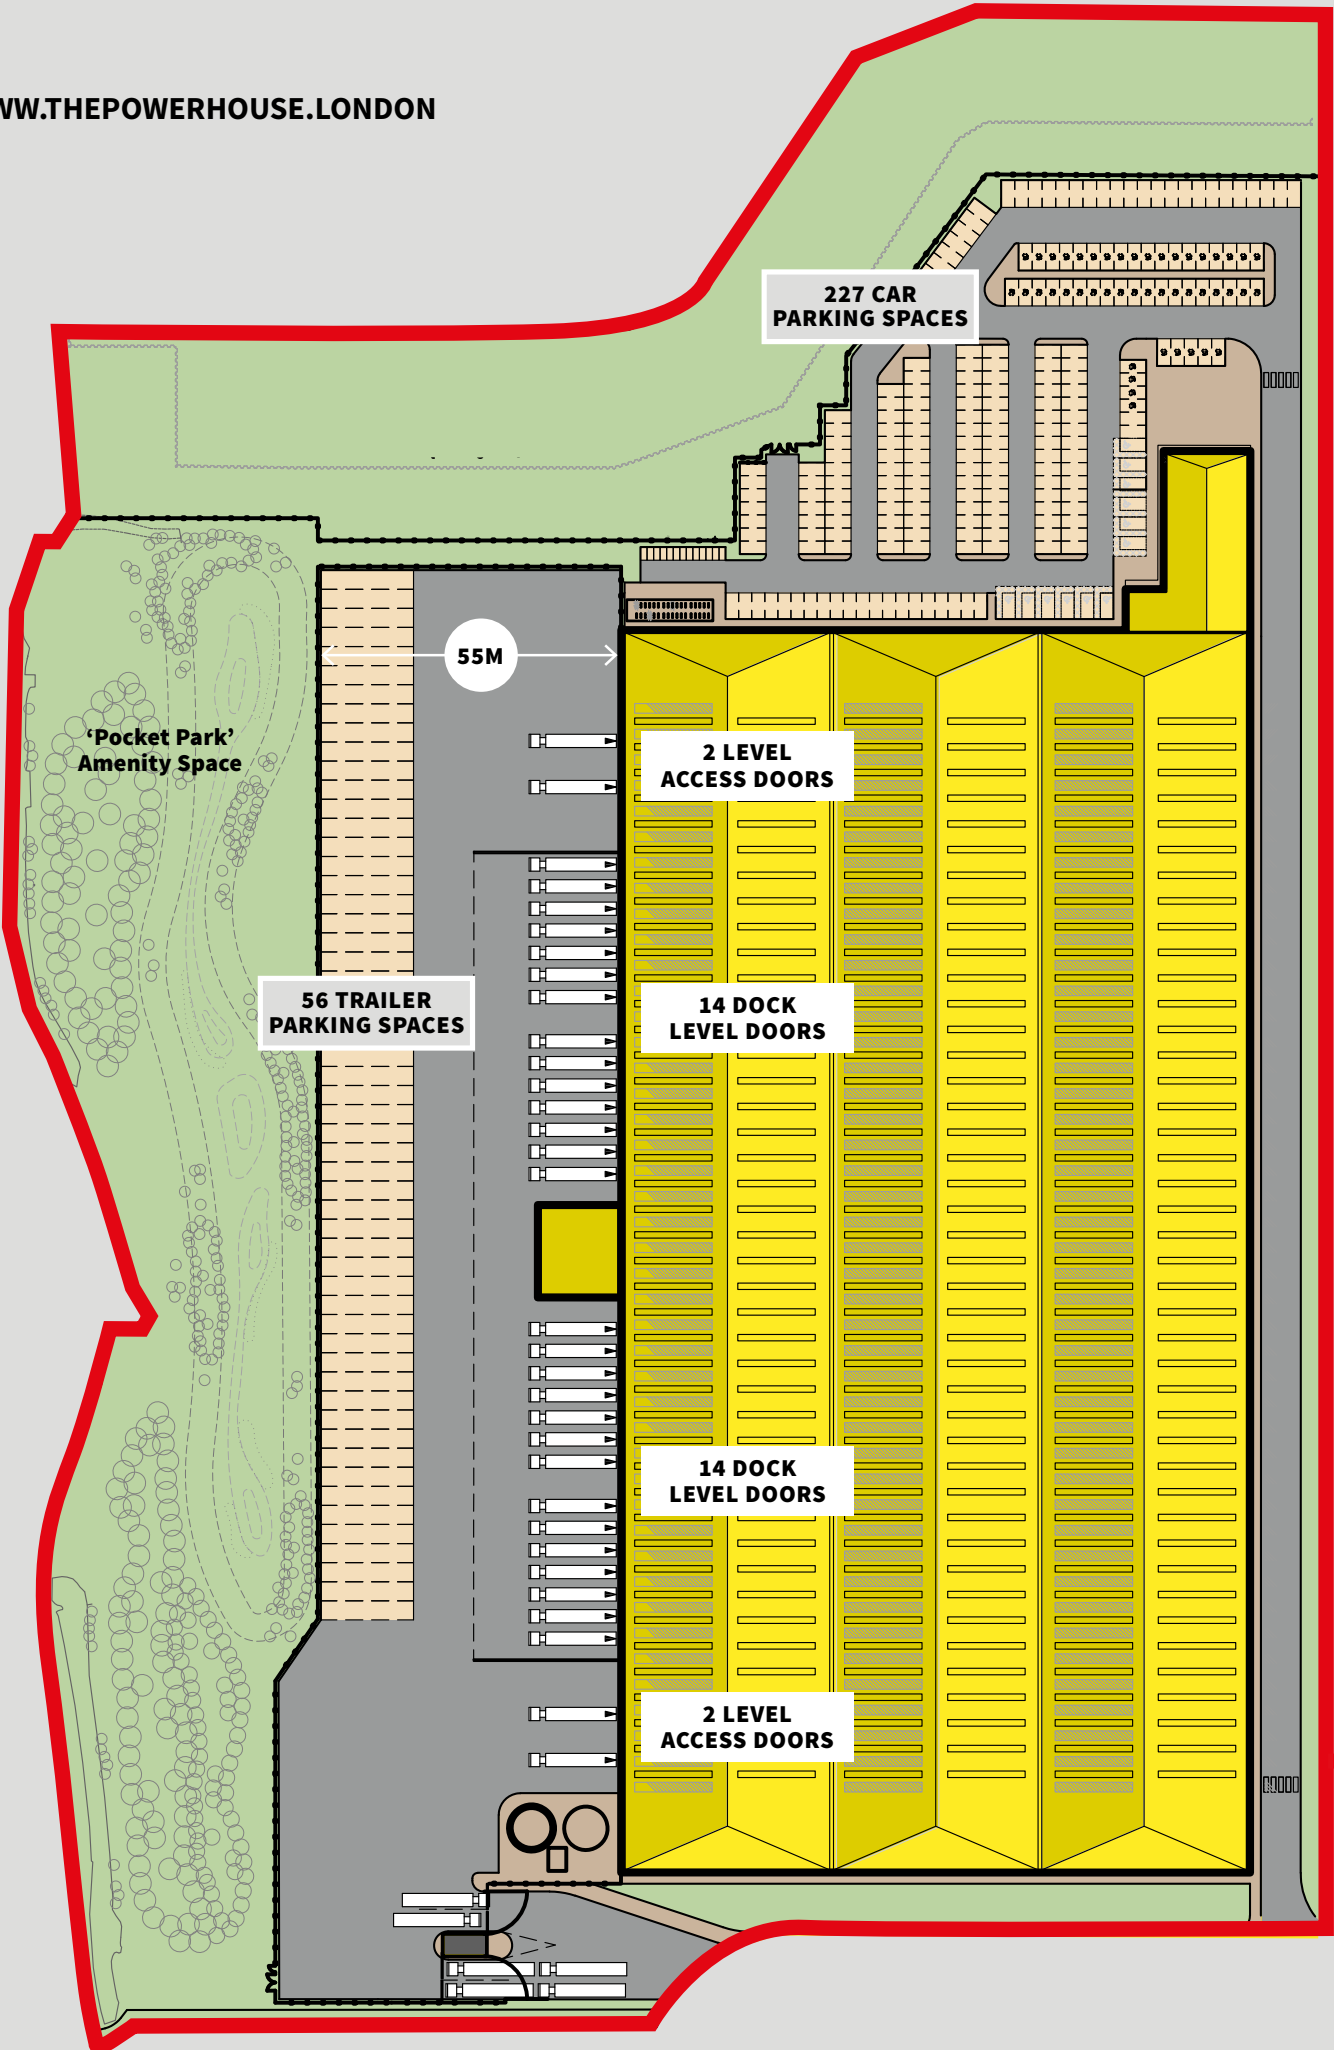 WW.THEPOWERHOUSE.LONDON
227 CAR
PARKING SPACES
55M
‘Pocket Park’
Amenity Space
2 LEVEL
ACCESS DOORS
56 TRAILER
PARKING SPACES
14 DOCK
LEVEL DOORS
14 DOCK
LEVEL DOORS
2 LEVEL
ACCESS DOORS